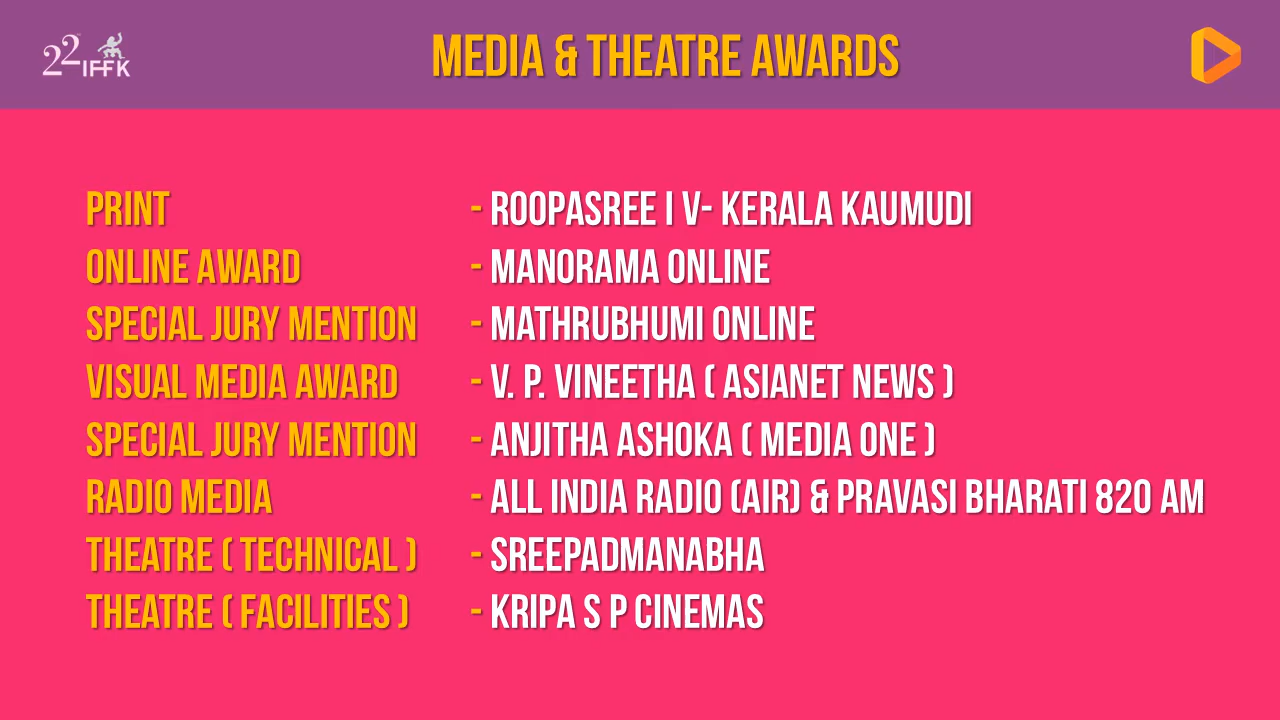 22 IFFK
MEDIA & THEATRE AWARDS
PRINT - ROOPASREE I V- KERALA KAUMUDI
ONLINE AWARD - MANORAMA ONLINE
SPECIAL JURY MENTION - MATHRUBHUMI ONLINE
VISUAL MEDIA AWARD - V. P. VINEETHA ( ASIANET NEWS )
SPECIAL JURY MENTION - ANJITHA ASHOKA ( MEDIA ONE )
RADIO MEDIA - ALL INDIA RADIO (AIR) & PRAVASI BHARATI 820 AM
THEATRE ( TECHNICAL ) - SREEPADMANABHA
THEATRE ( FACILITIES ) - KRIPA S P CINEMAS